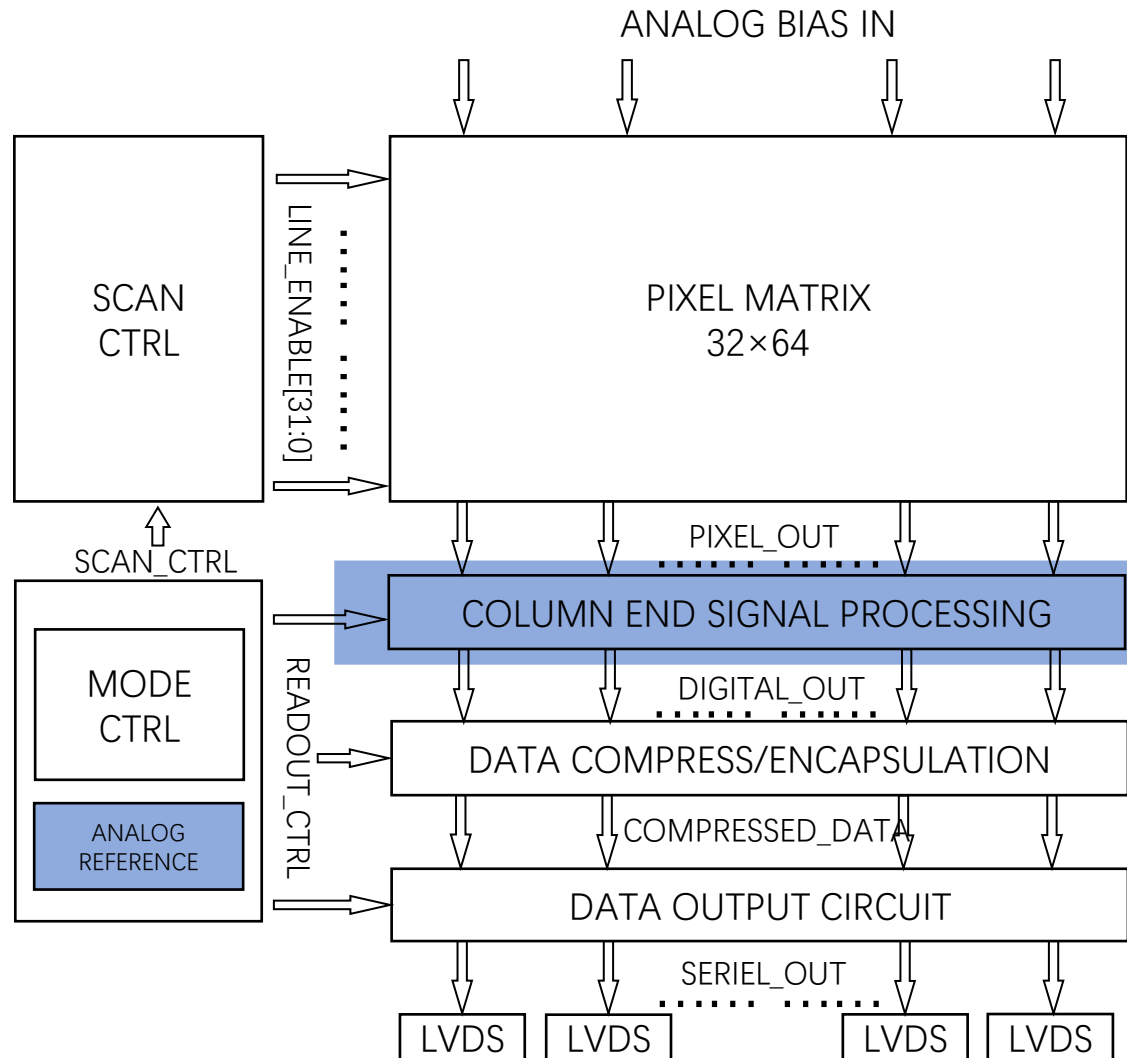 ANALOG BIAS IN
SCAN
CTRL
LINE_ENABLE[31:0]
PIXEL MATRIX
32×64
SCAN_CTRL
PIXEL_OUT
COLUMN END SIGNAL PROCESSING
MODE
CTRL
READOUT_CTRL
DIGITAL_OUT
DATA COMPRESS/ENCAPSULATION
ANALOG
REFERENCE
COMPRESSED_DATA
DATA OUTPUT CIRCUIT
SERIEL_OUT
LVDS
LVDS
LVDS
LVDS